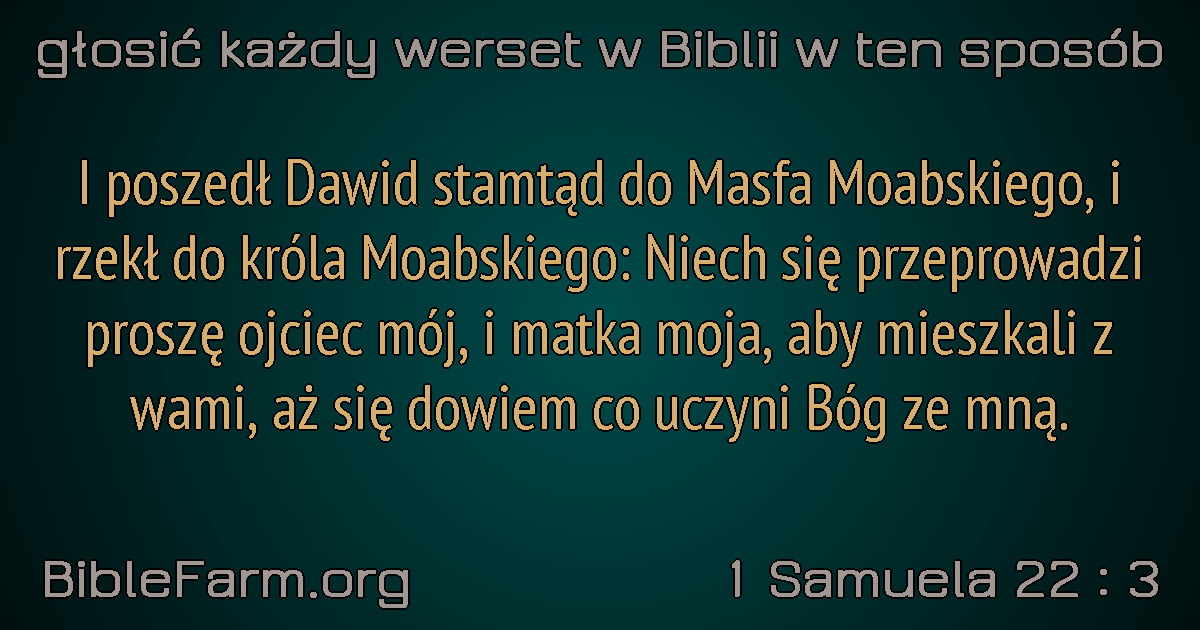 głosić każdy werset w Biblii w ten sposób
I poszedł Dawid stamtąd do Masfa Moabskiego, i
rzekł do króla Moabskiego: Niech się przeprowadzi
proszę ojciec mój, i matka moja, aby mieszkali z
wami, aż się dowiem co uczyni Bóg ze mną.
BibleFarm.org
1 Samuela 22 : 3